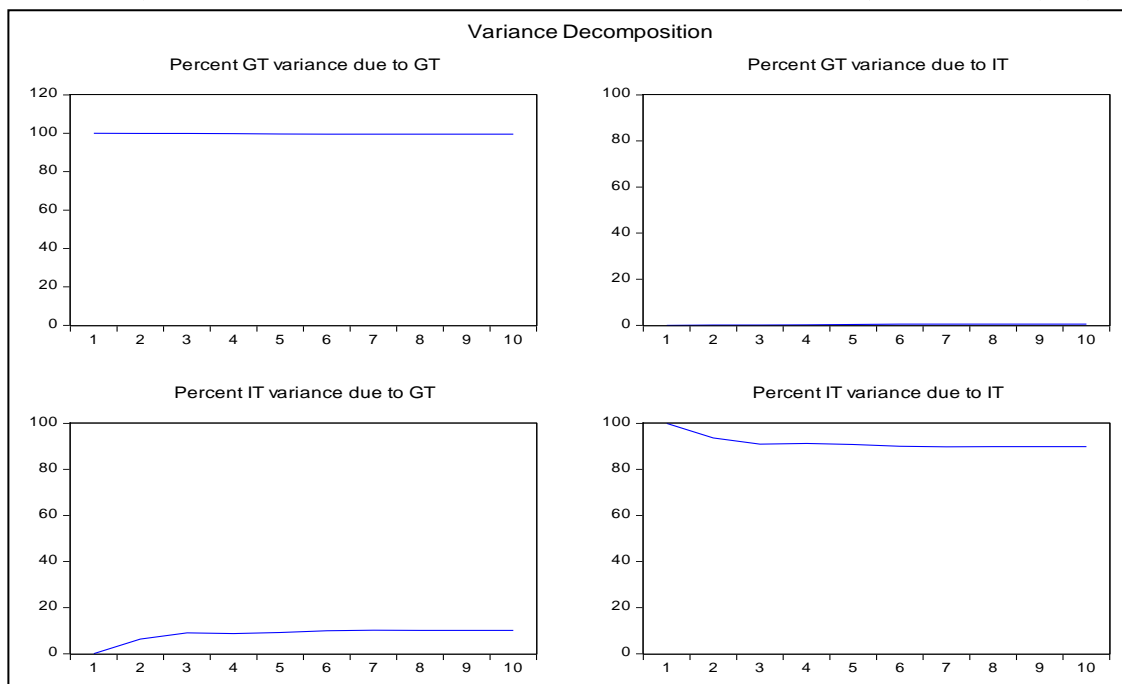 Variance Decomposition
Percent GT variance due to GT
120
100
80
60
40
20
0
1 2 3 4 5 6 7 8 9 10
Percent GT variance due to IT
100
80
60
40
20
0
1 2 3 4 5 6 7 8 9 10
Percent IT variance due to GT
100
80
60
40
20
0
1 2 3 4 5 6 7 8 9 10
Percent IT variance due to IT
100
80
60
40
20
0
1 2 3 4 5 6 7 8 9 10